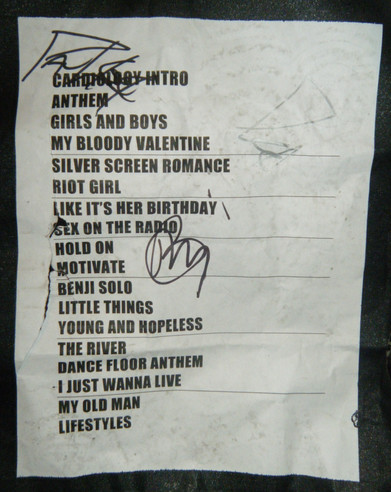 CARDIOLOGY INTRO
ANTHEM
GIRLS AND BOYS
MY BLOODY VALENTINE
SILVER SCREEN ROMANCE
RIOT GIRL
LIKE IT'S HER BIRTHDAY
SEX ON THE RADIO
HOLD ON
MOTIVATE
BENJI SOLO
LITTLE THINGS
YOUNG AND HOPELESS
THE RIVER
DANCE FLOOR ANTHEM
I JUST WANNA LIVE
MY OLD MAN
LIFESTYLES